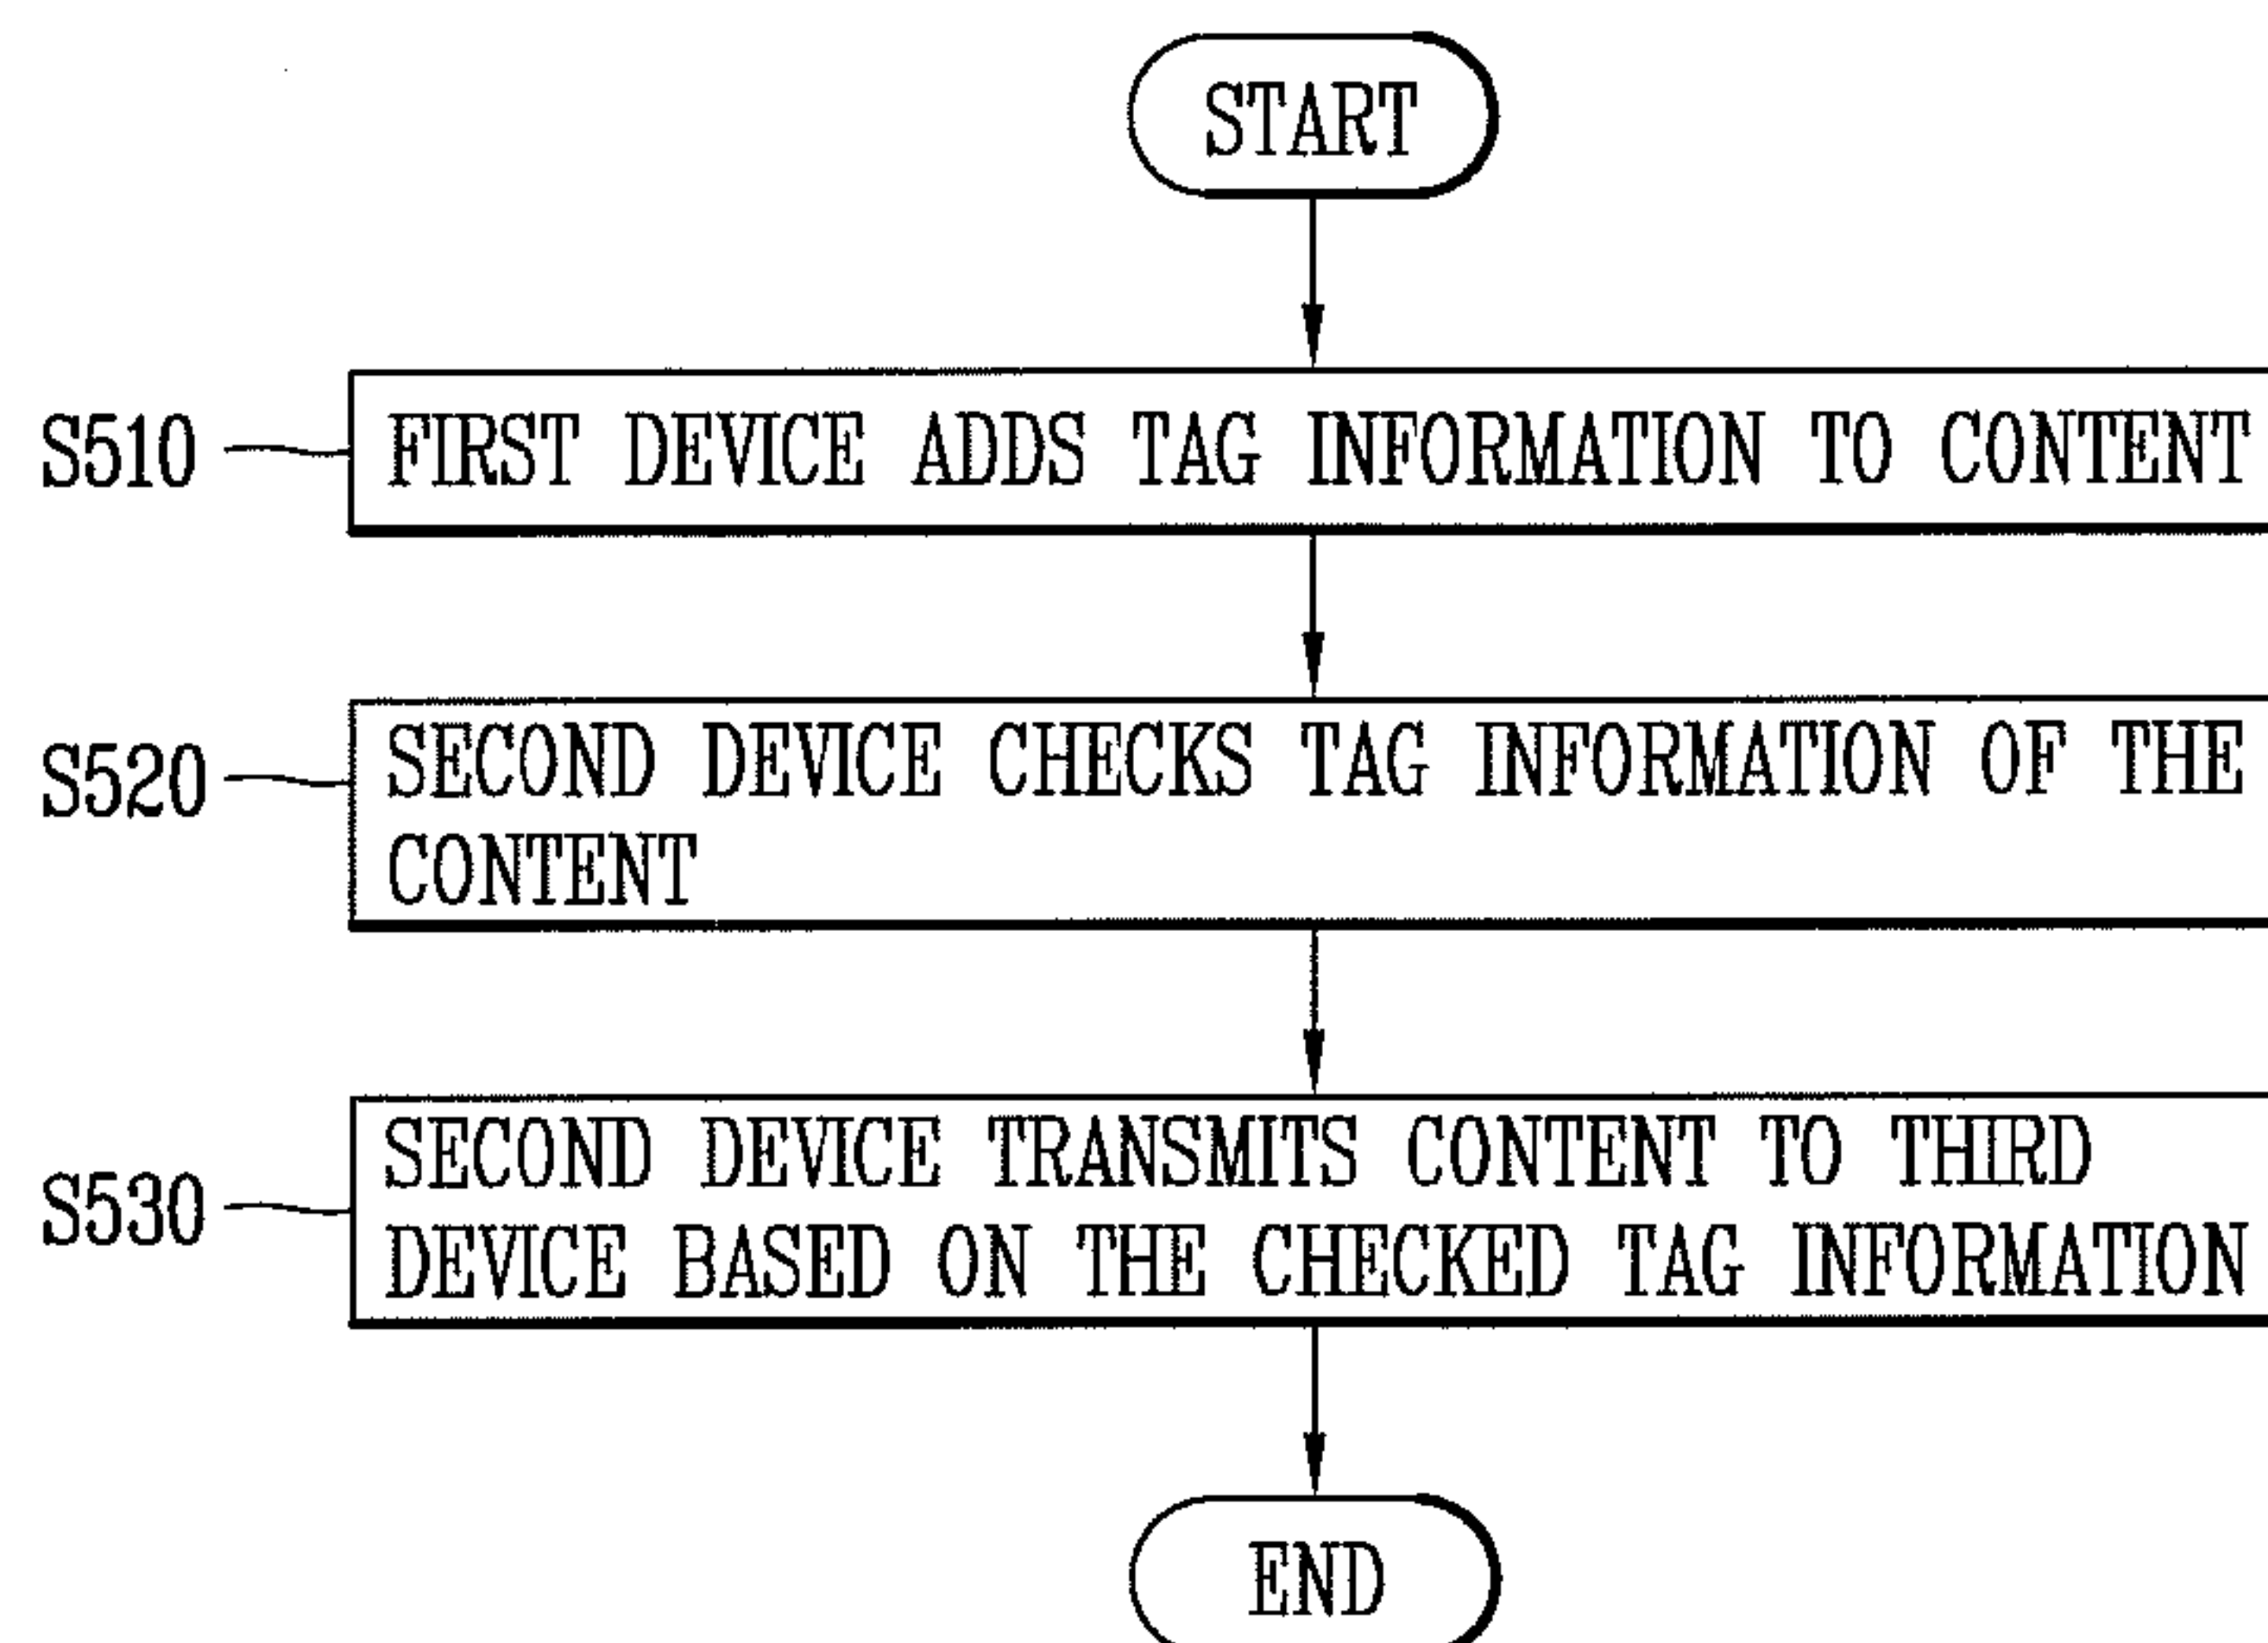 START
S510
FIRST DEVICE ADDS TAG INFORMATION TO CONTENT
S520
SECOND DEVICE CHECKS TAG INFORMATION OF THE
CONTENT
S530
SECOND DEVICE TRANSMITS CONTENT TO THIRD
DEVICE BASED ON THE CHECKED TAG INFORMATION
END